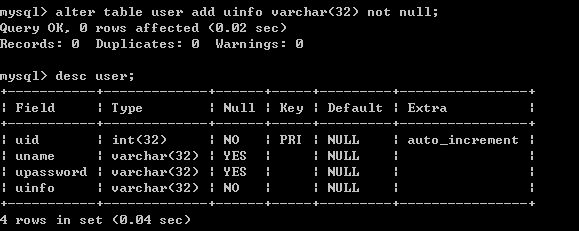 mysql> alter table user add uinfo varchar(32) not null;
Query OK, 0 rows affected (0.02 sec)
Records: 0  Duplicates: 0  Warnings: 0

mysql> desc user;
+-----------+-------------+------+-----+---------+----------------+
| Field     | Type        | Null | Key | Default | Extra          |
+-----------+-------------+------+-----+---------+----------------+
| uid       | int(32)     | NO   | PRI | NULL    | auto_increment |
| uname     | varchar(32) | YES  |     | NULL    |                |
| upassword | varchar(32) | YES  |     | NULL    |                |
| uinfo     | varchar(32) | NO   |     | NULL    |                |
+-----------+-------------+------+-----+---------+----------------+
4 rows in set (0.04 sec)